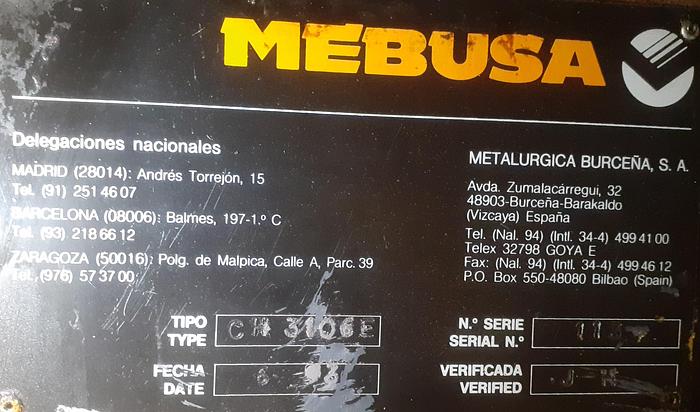 MEBUSA
Delegaciones nacionales
MADRID (28014): Andrés Torrejón, 15
Tel. (91) 251 46 07
BARCELONA (08006): Balmes, 197-1.º C
Tel. (93) 218 66 12
ZARAGOZA (50016): Polg. de Malpica, Calle A, Parc. 39
Tel. (976) 57 37 00
METALURGICA BURCEÑA, S. A.
Avda. Zumalacárregui, 32
48903-Burceña-Barakaldo
(Vizcaya) España
Tel. (Nal. 94) (Intl. 34-4) 499 41 00
Telex 32798 GOYA E
Fax: (Nal. 94) (Intl. 34-4) 499 46 12
P.O. Box 550-48080 Bilbao (Spain)
TIPO
TYPE
CH 3106E
FECHA
DATE
N.º SERIE
SERIAL N.º
VERIFICADA
VERIFIED